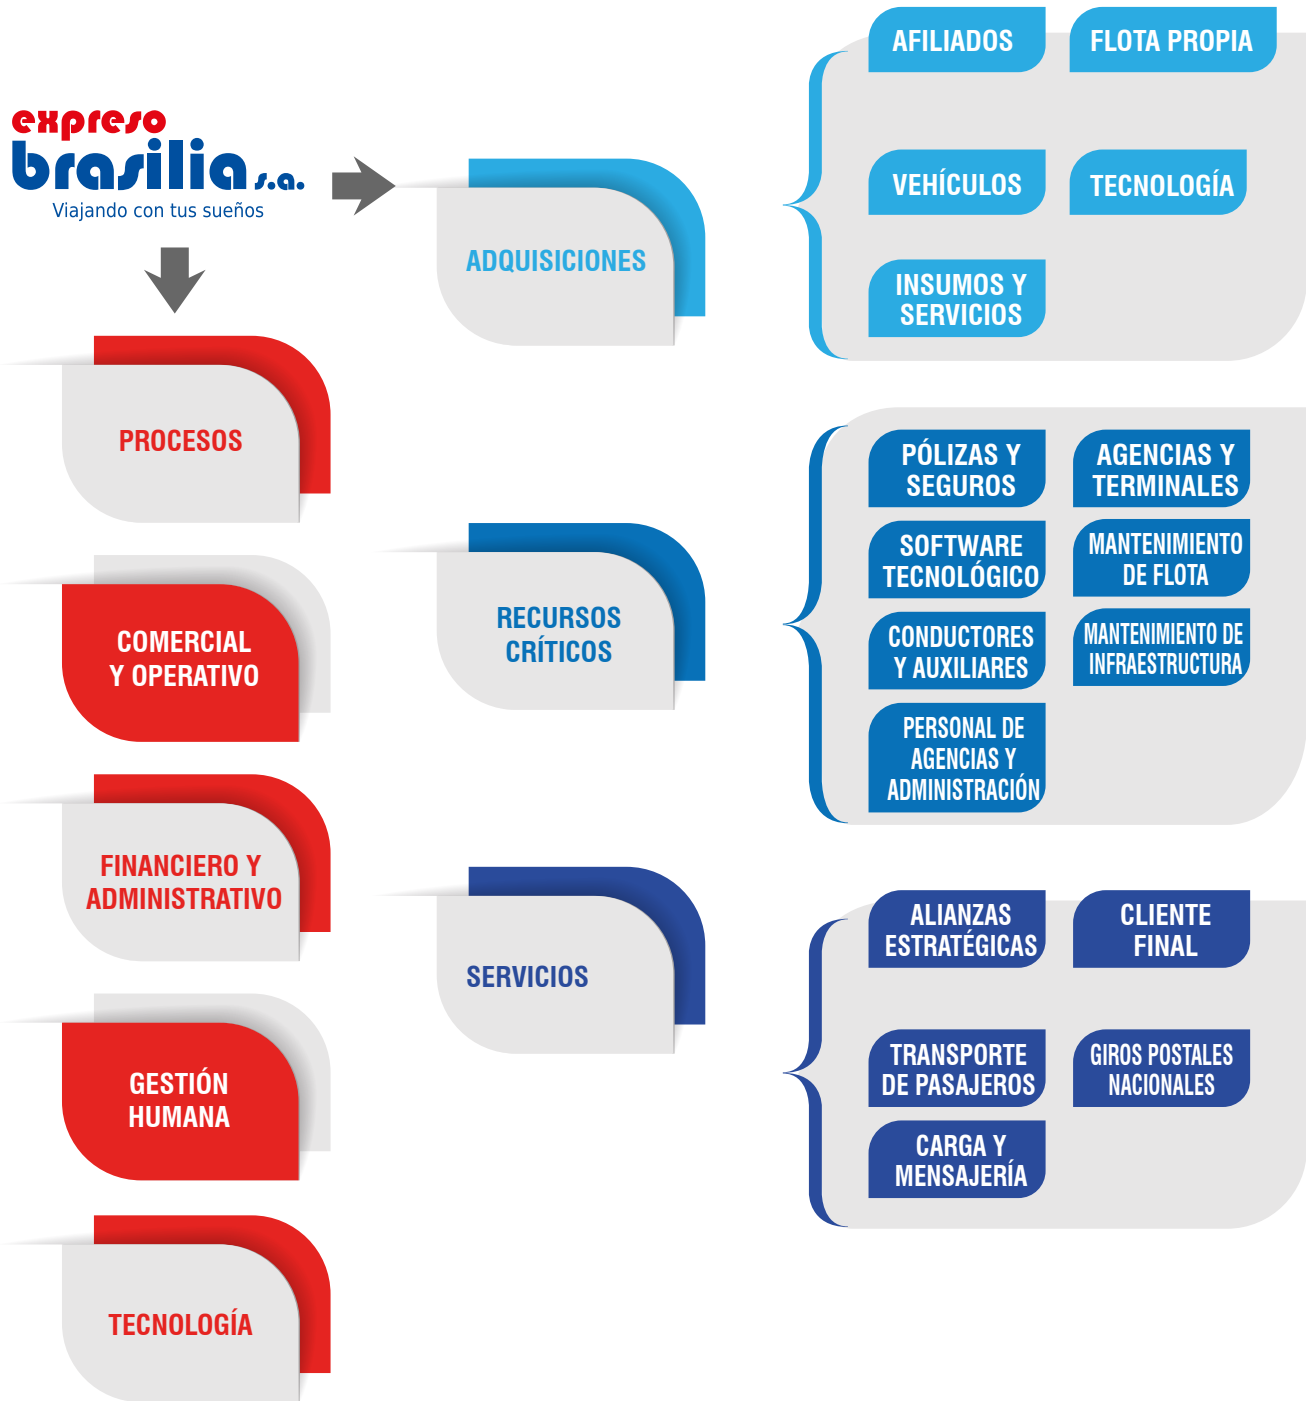 expreso
brasilia s.a.
Viajando con tus sueños
PROCESOS
COMERCIAL
Y OPERATIVO
FINANCIERO Y
ADMINISTRATIVO
GESTIÓN
HUMANA
TECNOLOGÍA
ADQUISICIONES
AFILIADOS
FLOTA PROPIA
VEHÍCULOS
TECNOLOGÍA
INSUMOS Y
SERVICIOS
RECURSOS
CRÍTICOS
PÓLIZAS Y
SEGUROS
AGENCIAS Y
TERMINALES
SOFTWARE
TECNOLÓGICO
MANTENIMIENTO
DE FLOTA
CONDUCTORES
Y AUXILIARES
MANTENIMIENTO DE
INFRAESTRUCTURA
PERSONAL DE
AGENCIAS Y
ADMINISTRACIÓN
SERVICIOS
ALIANZAS
ESTRATÉGICAS
CLIENTE
FINAL
TRANSPORTE
DE PASAJEROS
GIROS POSTALES
NACIONALES
CARGA Y
MENSAJERÍA